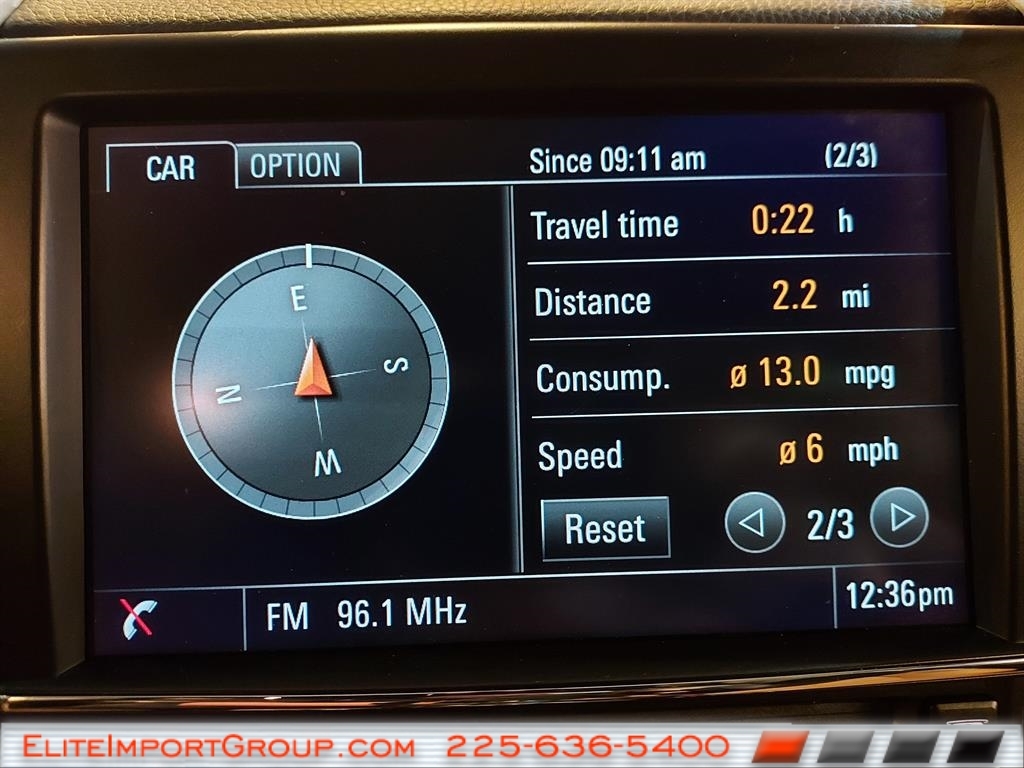 CAR OPTION
Since 09:11 am (2/3)
E
N
S
W
Travel time 0:22 h
Distance 2.2 mi
Consump. ø 13.0 mpg
Speed ø 6 mph
Reset 2/3
FM 96.1 MHz
12:36pm
EliteImportGroup.com 225-636-5400